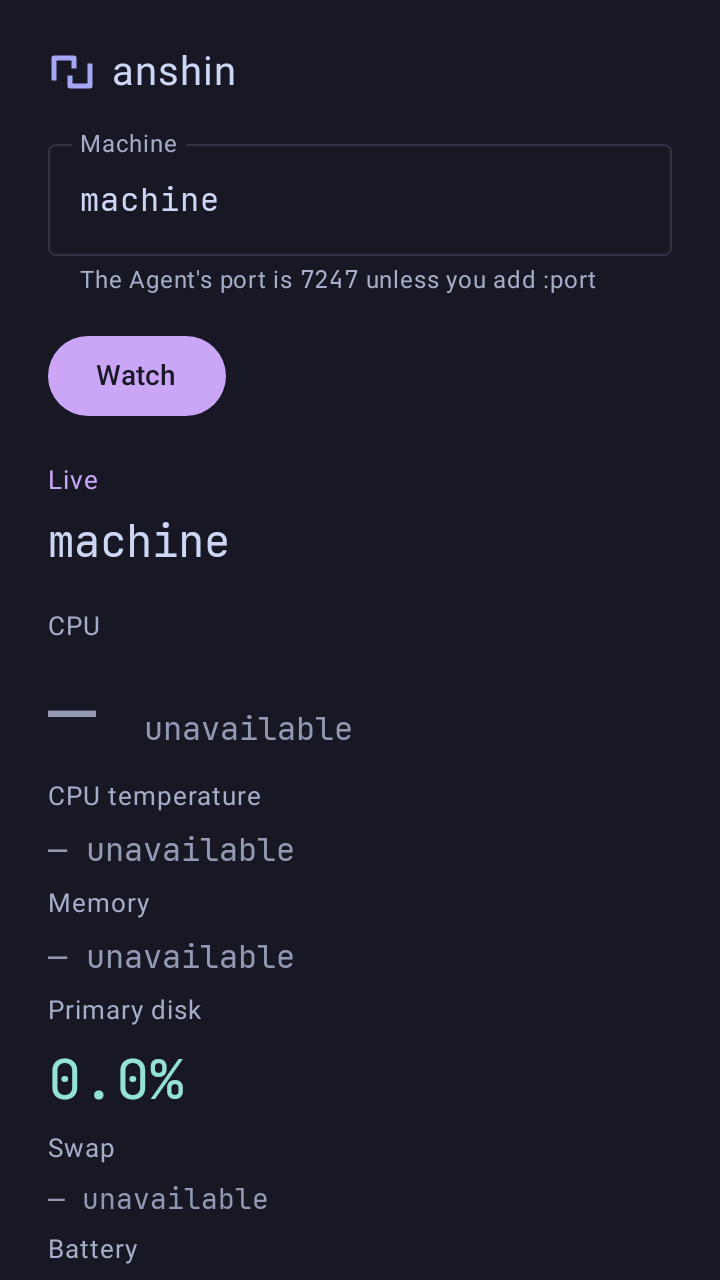 anshin
Machine
machine
The Agent's port is 7247 unless you add :port
Watch
Live
machine
CPU
— unavailable
CPU temperature
— unavailable
Memory
— unavailable
Primary disk
0.0%
Swap
— unavailable
Battery